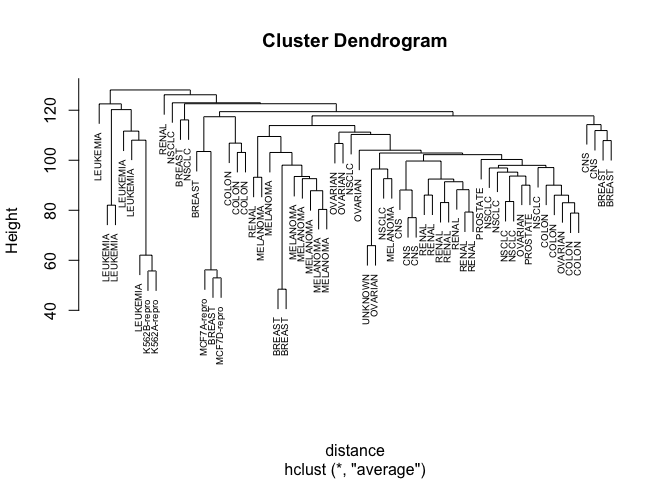 Cluster Dendrogram
Height
120
100
80
60
40
LEUKEMIA
LEUKEMIA
LEUKEMIA
LEUKEMIA
LEUKEMIA
LEUKEMIA
K562B-repro
K562A-repro
RENAL
NSCLC
BREAST
NSCLC
BREAST
MCF7A-repro
BREAST
MCF7D-repro
COLON
COLON
COLON
RENAL
MELANOMA
MELANOMA
BREAST
BREAST
MELANOMA
MELANOMA
MELANOMA
MELANOMA
MELANOMA
OVARIAN
OVARIAN
NSCLC
OVARIAN
UNKNOWN
OVARIAN
NSCLC
MELANOMA
CNS
CNS
CNS
RENAL
RENAL
RENAL
RENAL
RENAL
RENAL
RENAL
PROSTATE
NSCLC
NSCLC
NSCLC
NSCLC
OVARIAN
PROSTATE
NSCLC
COLON
COLON
OVARIAN
COLON
COLON
CNS
CNS
BREAST
BREAST
distance
hclust (*, "average")